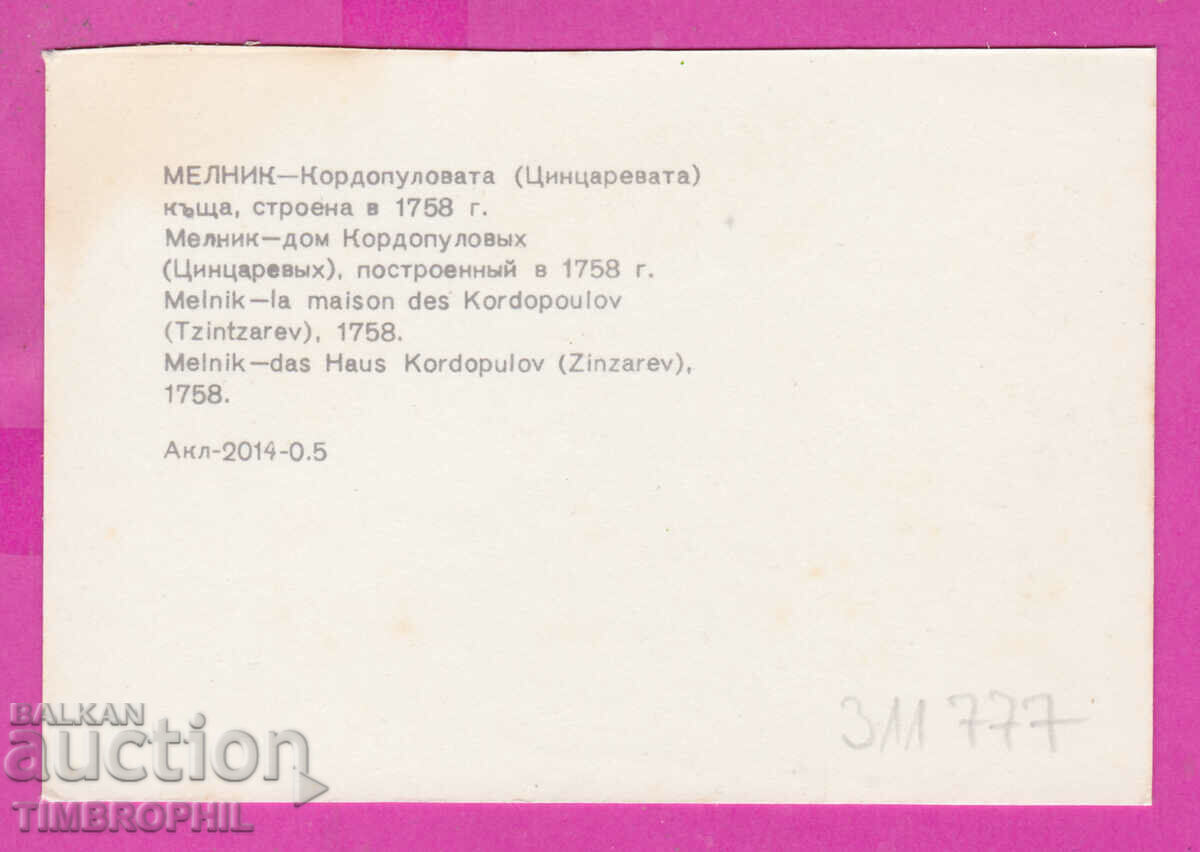 МЕЛНИК—Кордопуловата (Цинцаревата)
къща, строена в 1758 г.
Мелник—дом Кордопуловых
(Цинцаревых), построенный в 1758 г.
Melnik—la maison des Kordopoulov
(Tzintzarev), 1758.
Melnik—das Haus Kordopulov (Zinzarev),
1758.
Акл-2014-0.5
311777
BALKAN
auction
TIMBROPHIL